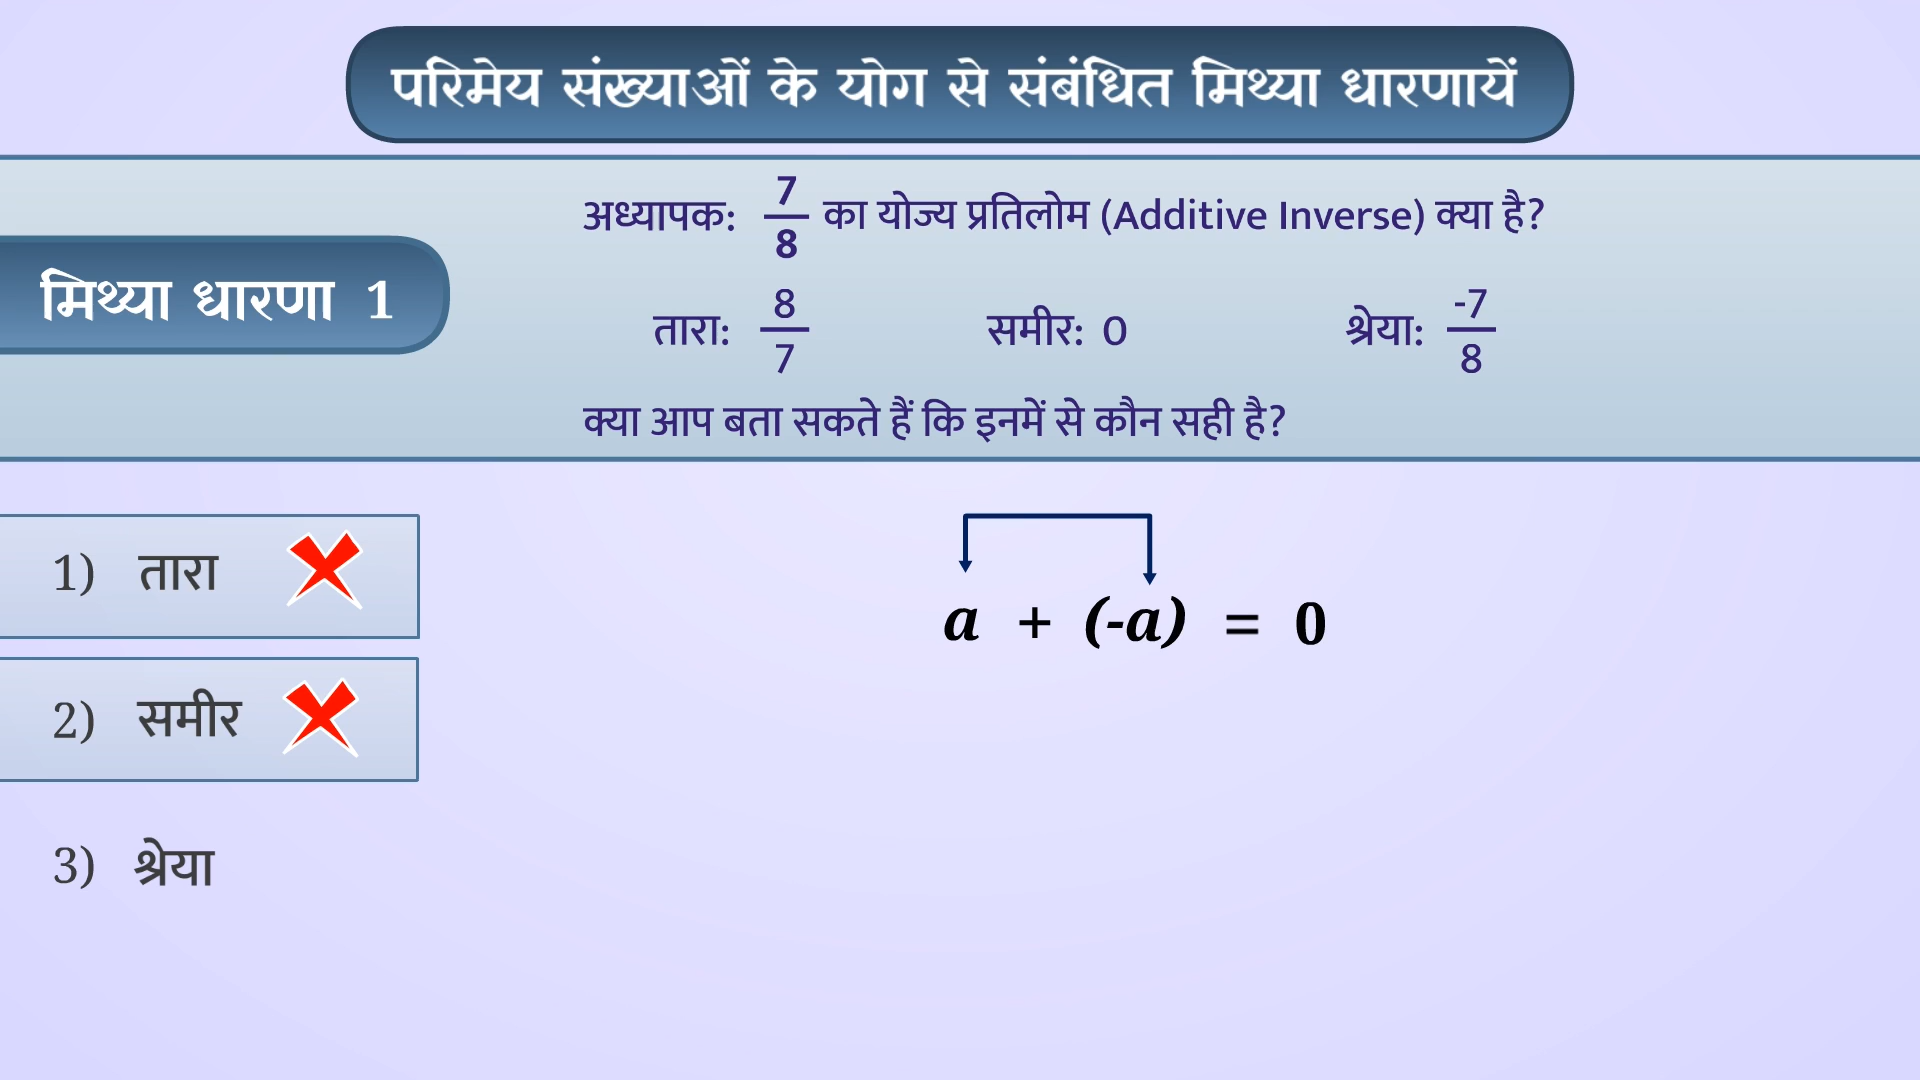 परिमेय संख्याओं के योग से संबंधित मिथ्या धारणायें
मिथ्या धारणा 1
अध्यापक: 7/8 का योज्य प्रतिलोम (Additive Inverse) क्या है?
तारा: 8/7 समीर: 0 श्रेया: -7/8
क्या आप बता सकते हैं कि इनमें से कौन सही है?
1) तारा
2) समीर
3) श्रेया
a + (-a) = 0